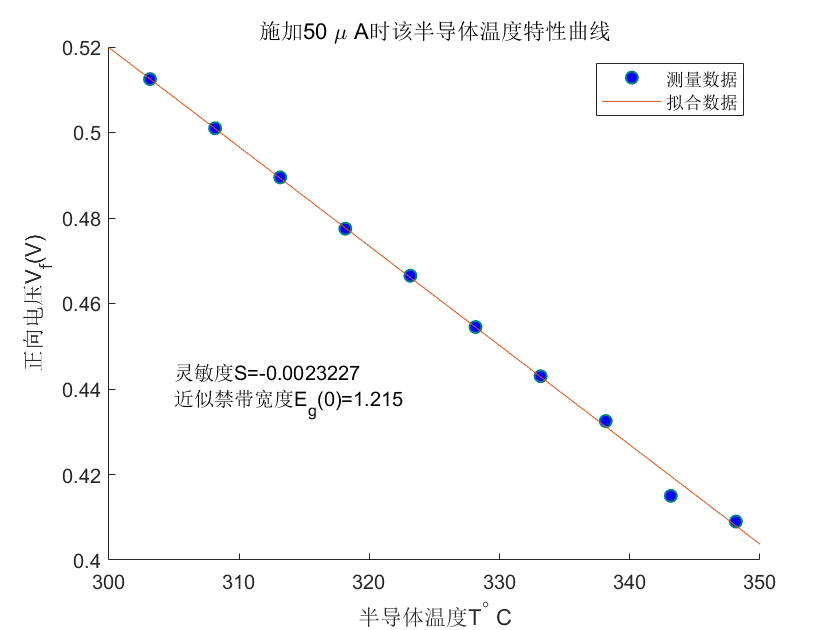 施加50 μ A时该半导体温度特性曲线
测量数据
拟合数据
0.52
0.5
0.48
0.46
0.44
0.42
0.4
正向电压Vf(V)
灵敏度S=-0.0023227
近似禁带宽度Eg(0)=1.215
300
310
320
330
340
350
半导体温度T° C